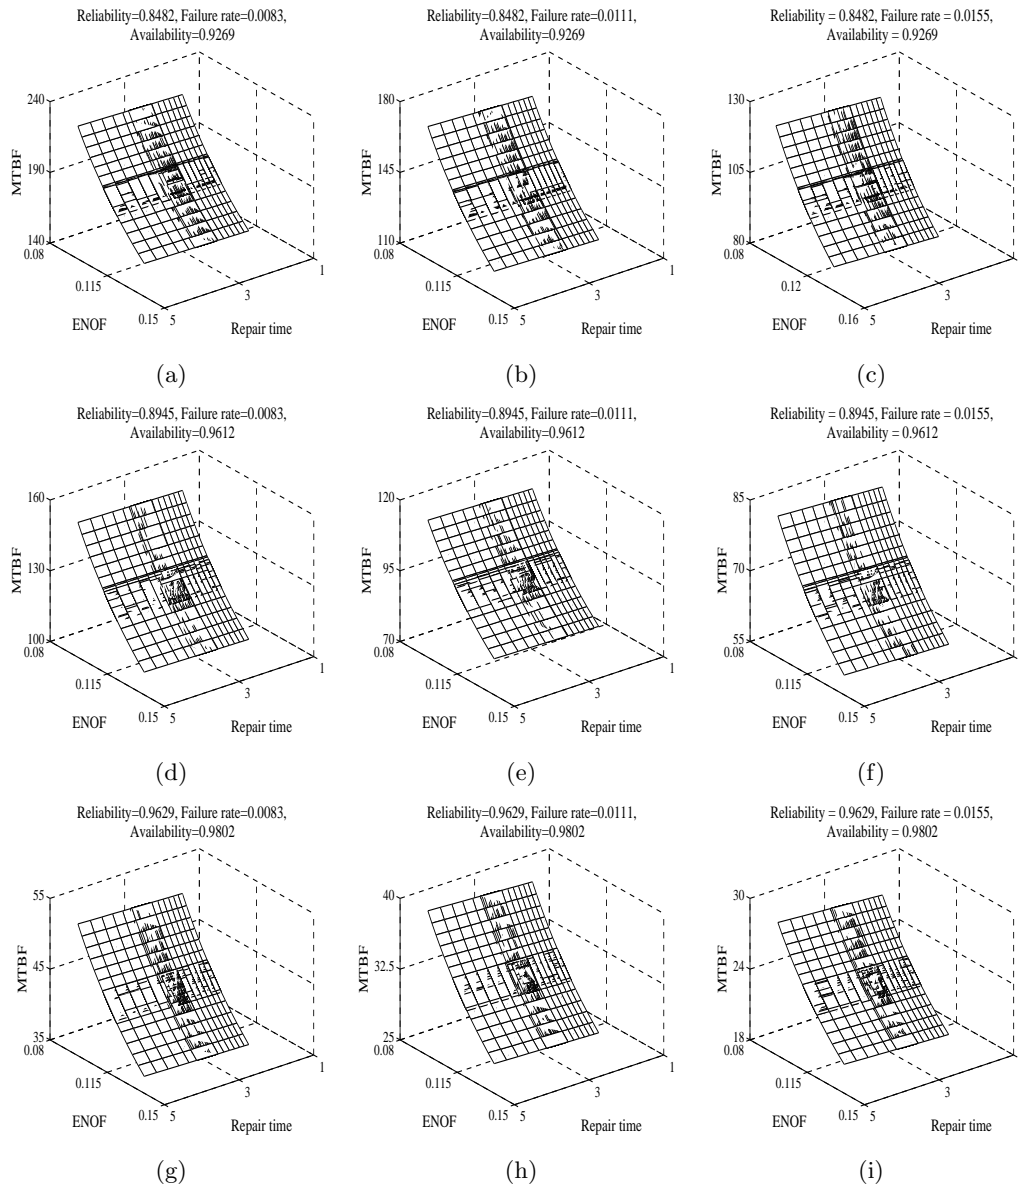 Reliability=0.8482, Failure rate=0.0083,
Availability=0.9269
MTBF
240
190
140
0.08
0.115
0.15
5
3
1
ENOF
Repair time
(a)
Reliability=0.8482, Failure rate=0.0111,
Availability=0.9269
MTBF
180
145
110
0.08
0.115
0.15
5
3
1
ENOF
Repair time
(b)
Reliability = 0.8482, Failure rate = 0.0155,
Availability = 0.9269
MTBF
130
105
80
0.08
0.12
0.16
5
3
1
ENOF
Repair time
(c)
Reliability=0.8945, Failure rate=0.0083,
Availability=0.9612
MTBF
160
130
100
0.08
0.115
0.15
5
3
1
ENOF
Repair time
(d)
Reliability=0.8945, Failure rate=0.0111,
Availability=0.9612
MTBF
120
95
70
0.08
0.115
0.15
5
3
1
ENOF
Repair time
(e)
Reliability = 0.8945, Failure rate = 0.0155,
Availability = 0.9612
MTBF
85
70
55
0.08
0.115
0.15
5
3
1
ENOF
Repair time
(f)
Reliability=0.9629, Failure rate=0.0083,
Availability=0.9802
MTBF
55
45
35
0.08
0.115
0.15
5
3
1
ENOF
Repair time
(g)
Reliability=0.9629, Failure rate=0.0111,
Availability=0.9802
MTBF
40
32.5
25
0.08
0.115
0.15
5
3
1
ENOF
Repair time
(h)
Reliability = 0.9629, Failure rate = 0.0155,
Availability = 0.9802
MTBF
30
24
18
0.08
0.115
0.15
5
3
1
ENOF
Repair time
(i)